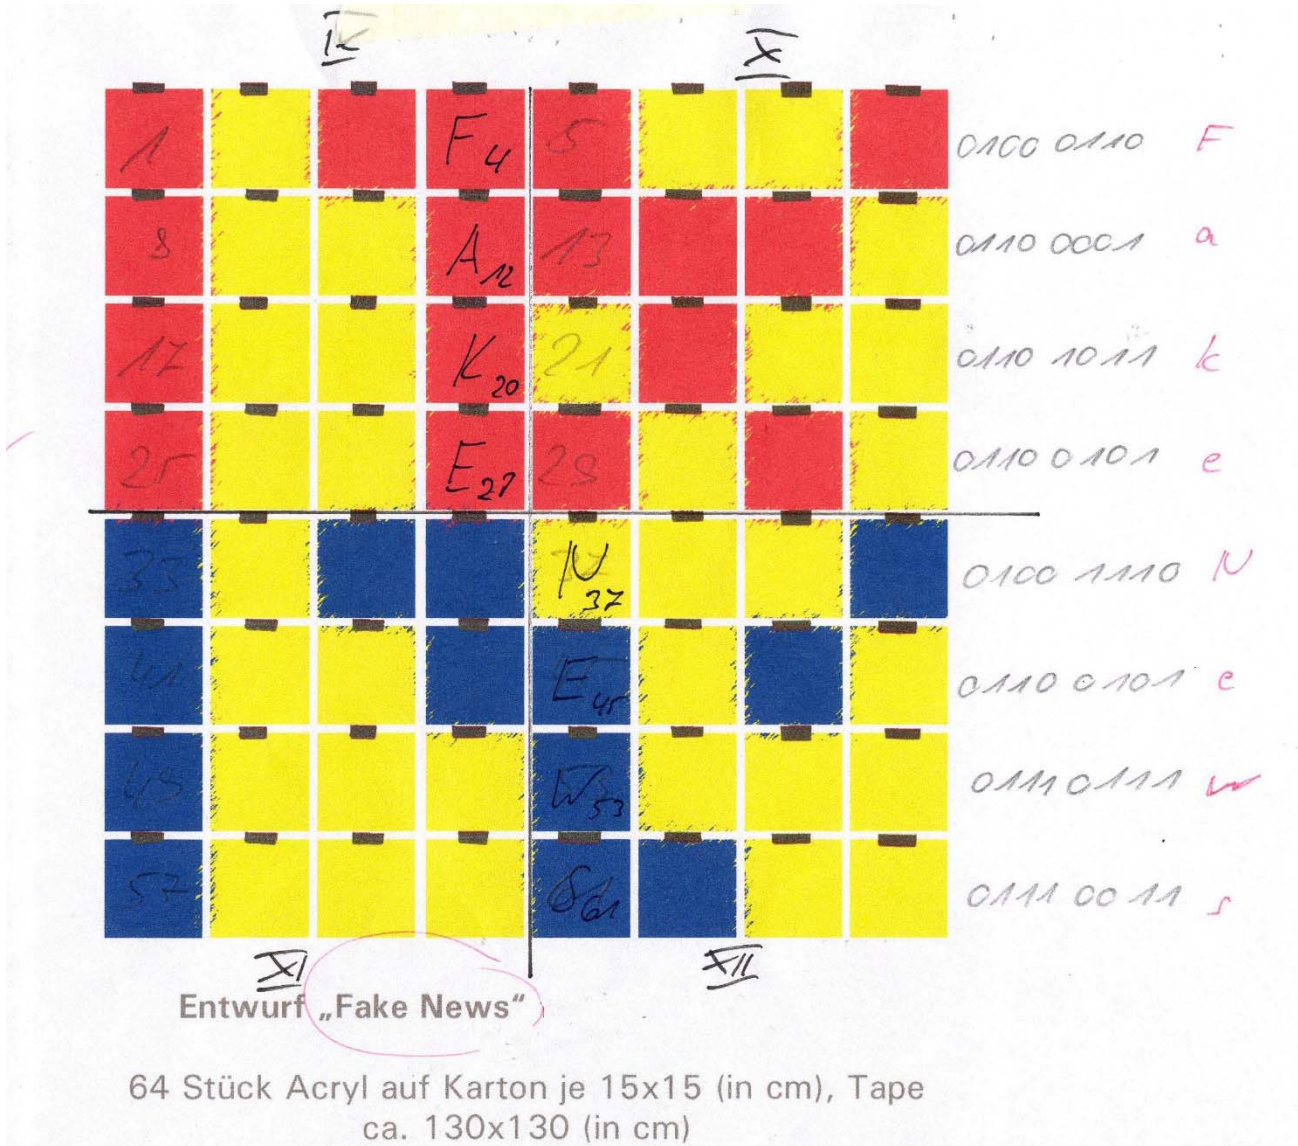 IX X
1 F4 5 0100 0110 F
9 A12 13 0110 0001 a
17 K20 21 0110 1011 k
25 E27 29 0110 0101 e
33 N37 0100 1110 N
41 E45 0110 0101 e
49 W53 0111 0111 w
57 S61 0111 0011 s
XI XII
Entwurf „Fake News“
64 Stück Acryl auf Karton je 15x15 (in cm), Tape
ca. 130x130 (in cm)